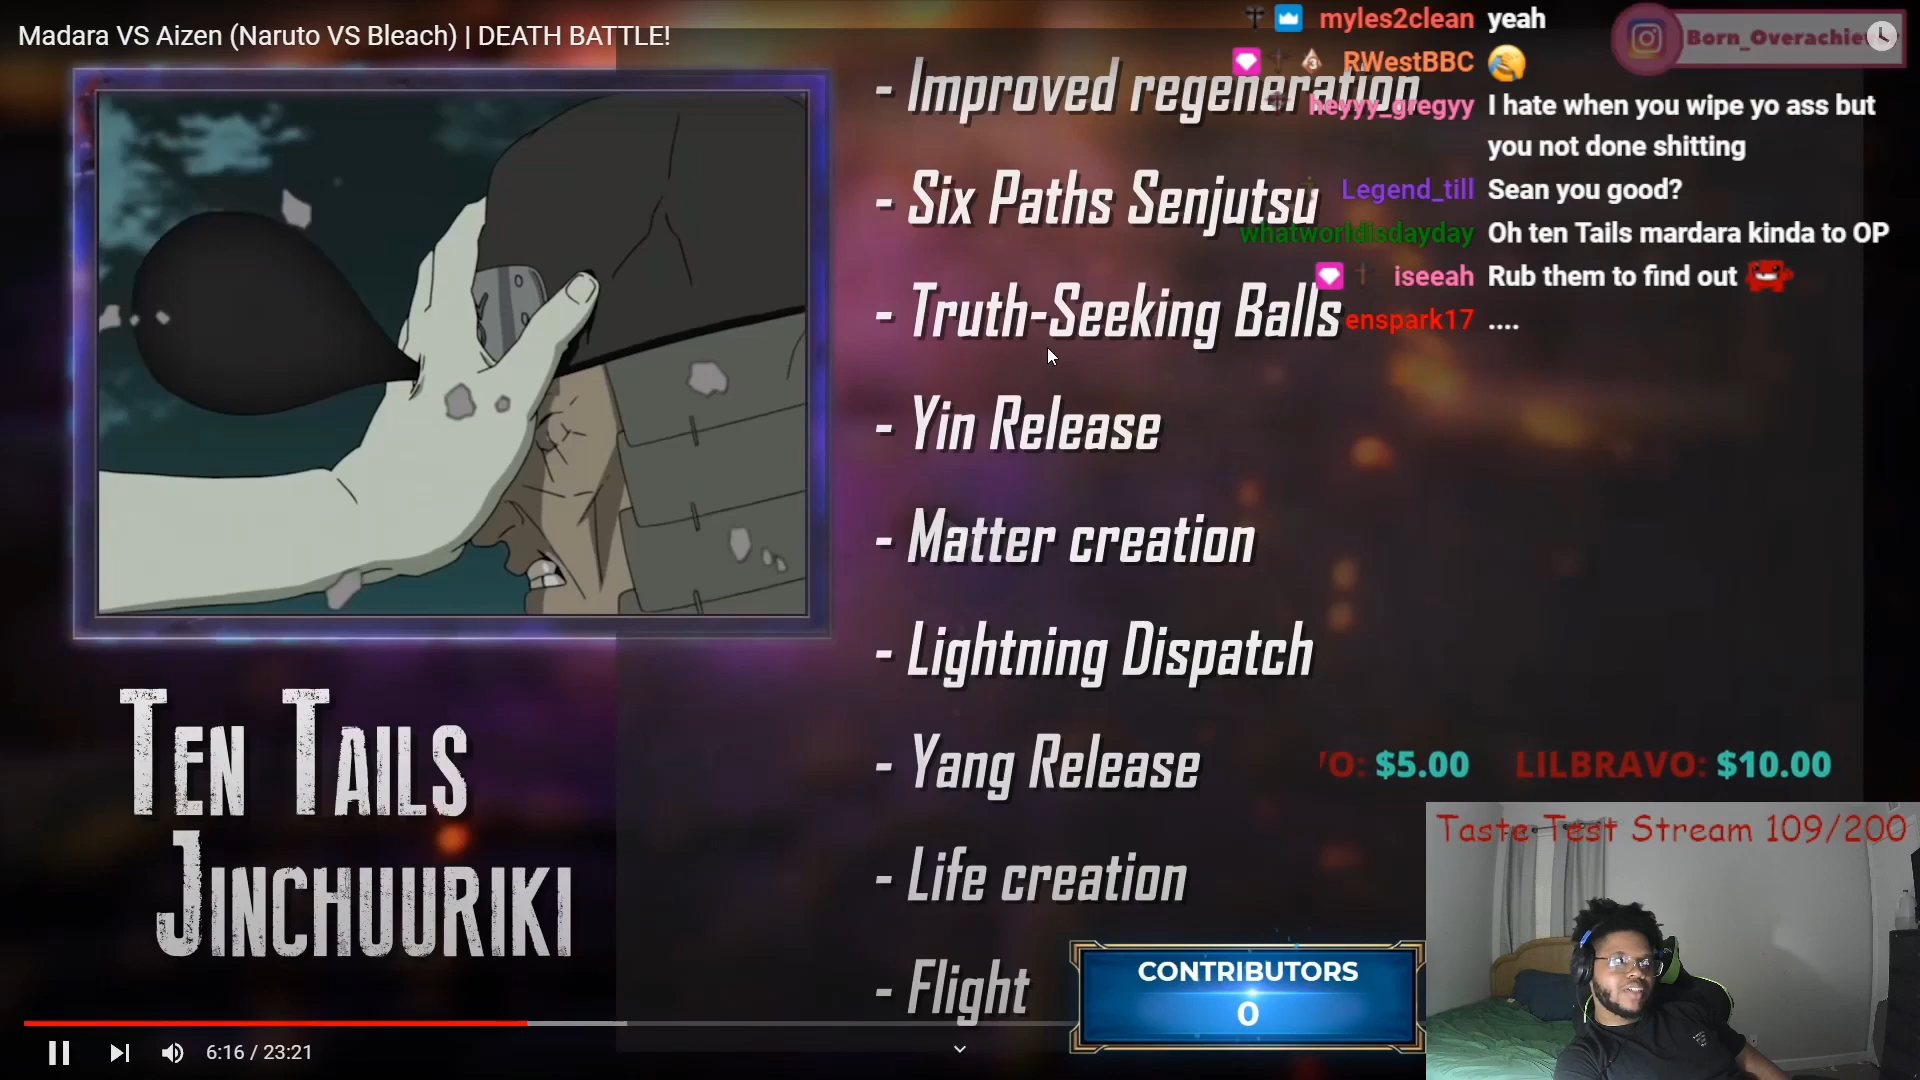 Madara VS Aizen (Naruto VS Bleach) | DEATH BATTLE!
- Improved regeneration
- Six Paths Senjutsu
- Truth-Seeking Balls
- Yin Release
- Matter creation
- Lightning Dispatch
- Yang Release
- Life creation
- Flight
TEN TAILS
JINCHUURIKI
myles2clean yeah
RWestBBC
heyyy_gregyy I hate when you wipe yo ass but
you not done shitting
Legend_till Sean you good?
whatworldisdayday Oh ten Tails mardara kinda to OP
iseeah Rub them to find out
enspark17 ....
VO: $5.00 LILBRAVO: $10.00
Taste Test Stream 109/200
CONTRIBUTORS
0
6:16 / 23:21